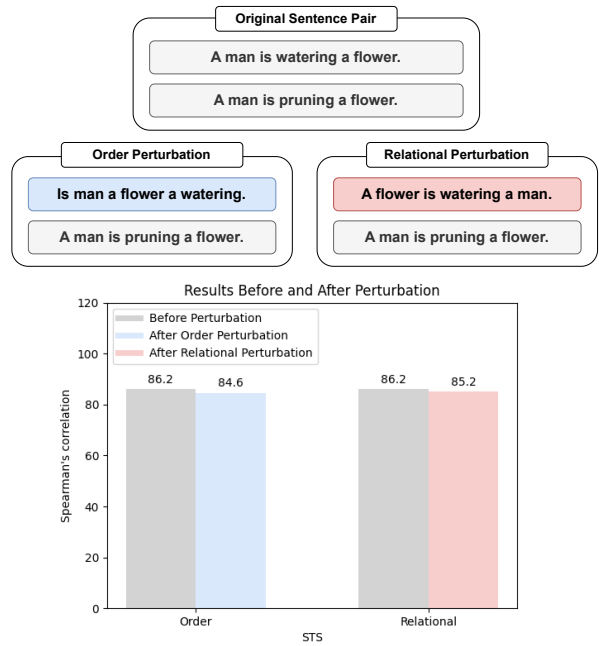 Original Sentence Pair
A man is watering a flower.
A man is pruning a flower.
Order Perturbation
Is man a flower a watering.
A man is pruning a flower.
Relational Perturbation
A flower is watering a man.
A man is pruning a flower.
Results Before and After Perturbation
Before Perturbation
After Order Perturbation
After Relational Perturbation
120
100
80
60
40
20
0
Spearman's correlation
86.2
84.6
86.2
85.2
Order
Relational
STS